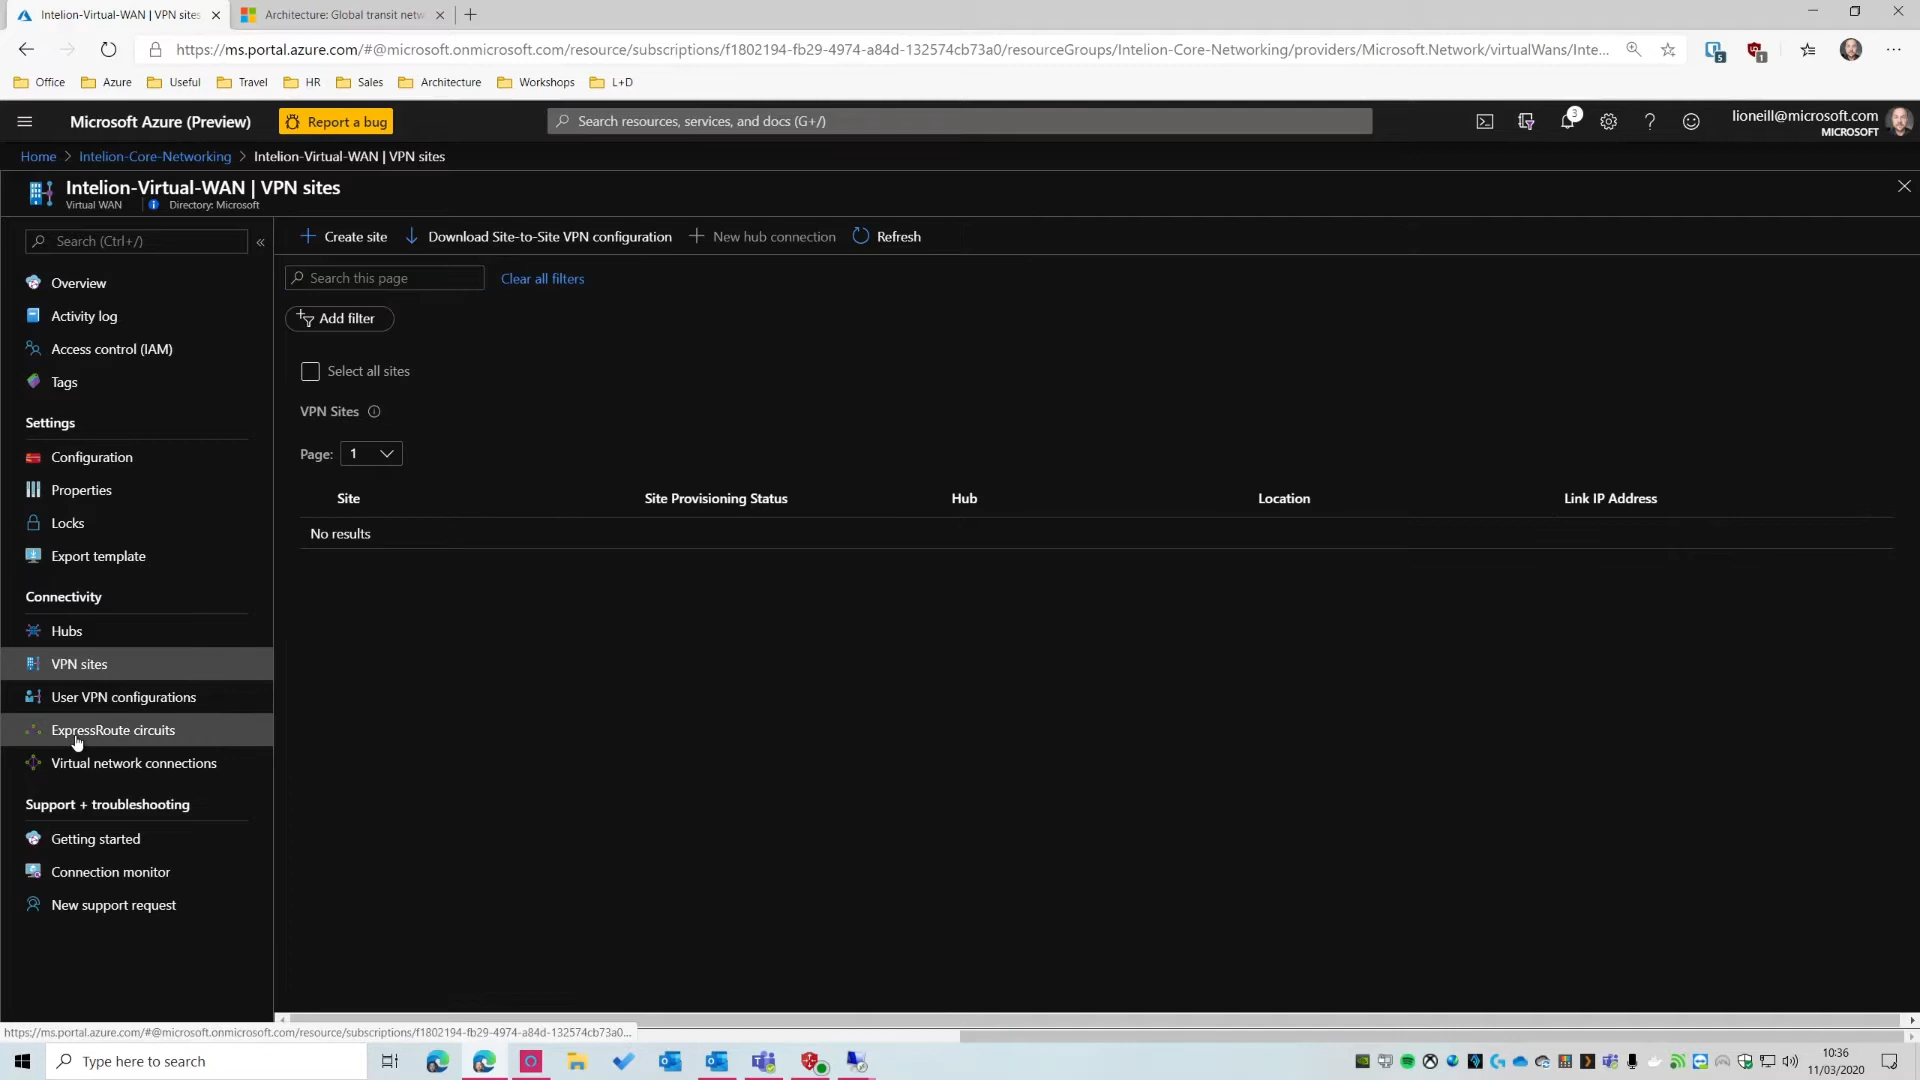 Intelion-Virtual-WAN | VPN sites
Architecture: Global transit netw
https://ms.portal.azure.com/#@microsoft.onmicrosoft.com/resource/subscriptions/f1802194-fb29-4974-a84d-132574cb73a0/resourceGroups/Intelion-Core-Networking/providers/Microsoft.Network/virtualWans/Inte...
5
1
Office Azure Useful Travel HR Sales Architecture Workshops L+D
Microsoft Azure (Preview)
Report a bug
Search resources, services, and docs (G+/)
3
lioneill@microsoft.com
MICROSOFT
Home > Intelion-Core-Networking > Intelion-Virtual-WAN | VPN sites
Intelion-Virtual-WAN | VPN sites
Virtual WAN
Directory: Microsoft
Search (Ctrl+/)
Overview
Activity log
Access control (IAM)
Tags
Settings
Configuration
Properties
Locks
Export template
Connectivity
Hubs
VPN sites
User VPN configurations
ExpressRoute circuits
Virtual network connections
Support + troubleshooting
Getting started
Connection monitor
New support request
Create site
Download Site-to-Site VPN configuration
New hub connection
Refresh
Search this page
Clear all filters
Add filter
Select all sites
VPN Sites
Page: 1
Site Site Provisioning Status Hub Location Link IP Address
No results
https://ms.portal.azure.com/#@microsoft.onmicrosoft.com/resource/subscriptions/f1802194-fb29-4974-a84d-132574cb73a0...
Type here to search
10:36
11/03/2020